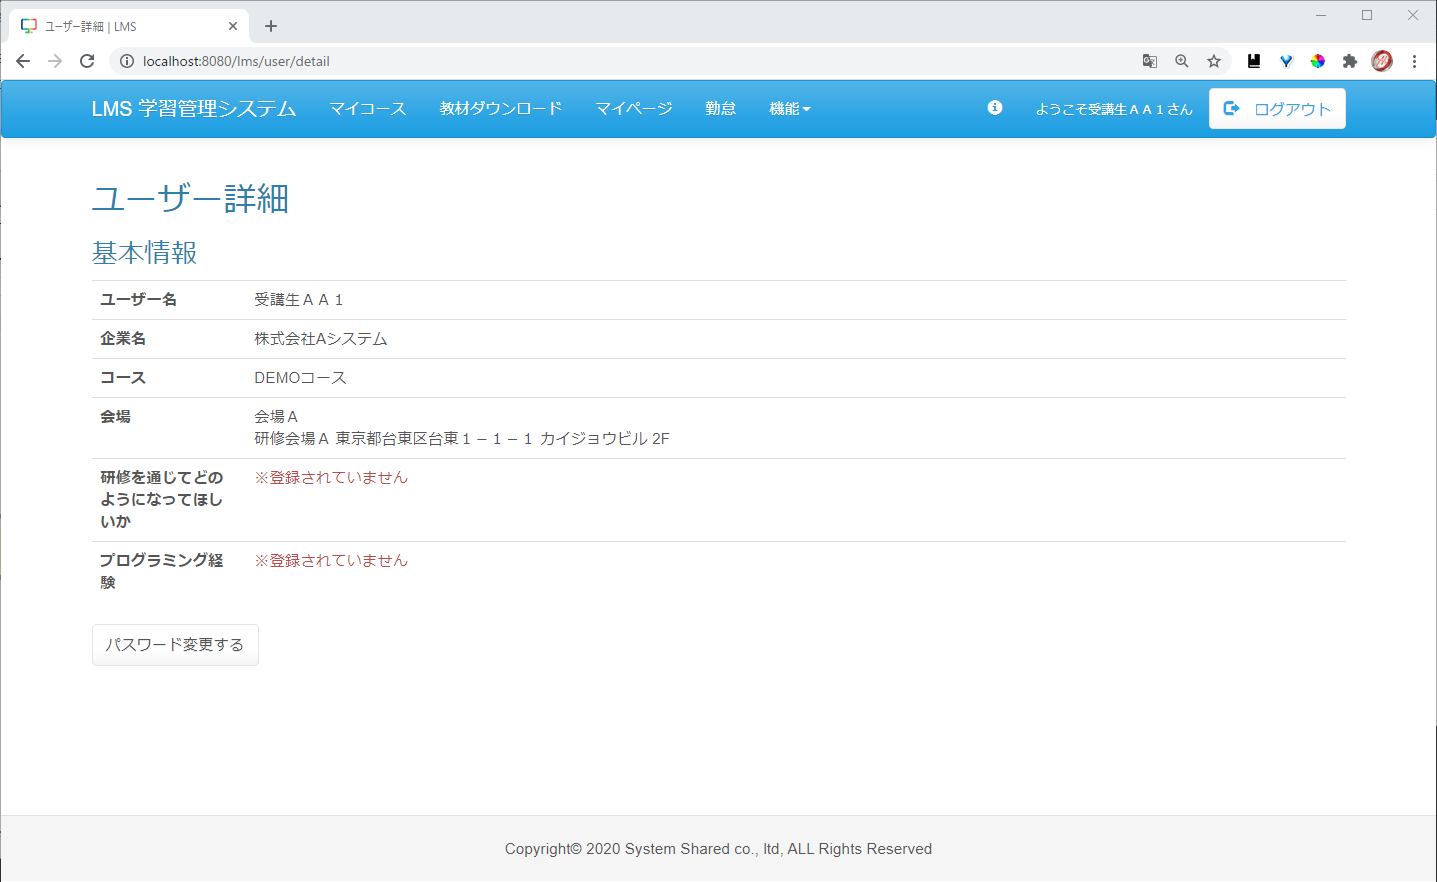 ユーザー詳細 | LMS
localhost:8080/lms/user/detail
LMS 学習管理システム マイコース 教材ダウンロード マイページ 勤怠 機能 ようこそ受講生ＡＡ１さん ログアウト
ユーザー詳細
基本情報
ユーザー名 受講生ＡＡ１
企業名 株式会社Aシステム
コース DEMOコース
会場 会場Ａ
研修会場Ａ 東京都台東区台東１－１－１ カイジョウビル 2F
研修を通じてどの ※登録されていません
ようになってほし
いか
プログラミング経 ※登録されていません
験
パスワード変更する
Copyright© 2020 System Shared co., ltd, ALL Rights Reserved